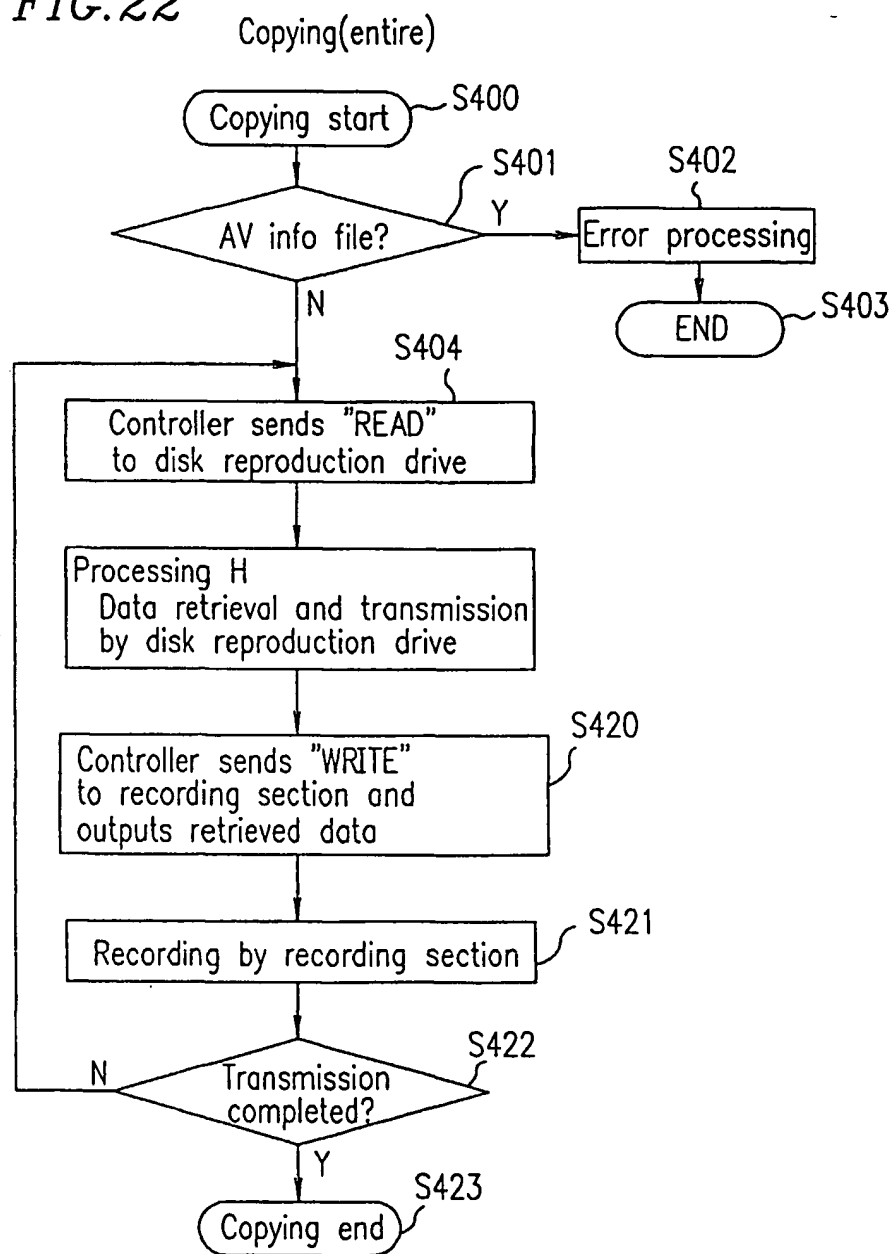 FIG.22
Copying(entire)
Copying start
S400
S401
AV info file?
Y
S402
Error processing
N
S403
END
S404
Controller sends "READ"
to disk reproduction drive
Processing H
Data retrieval and transmission
by disk reproduction drive
S420
Controller sends "WRITE"
to recording section and
outputs retrieved data
S421
Recording by recording section
S422
N
Transmission
completed?
Y
S423
Copying end